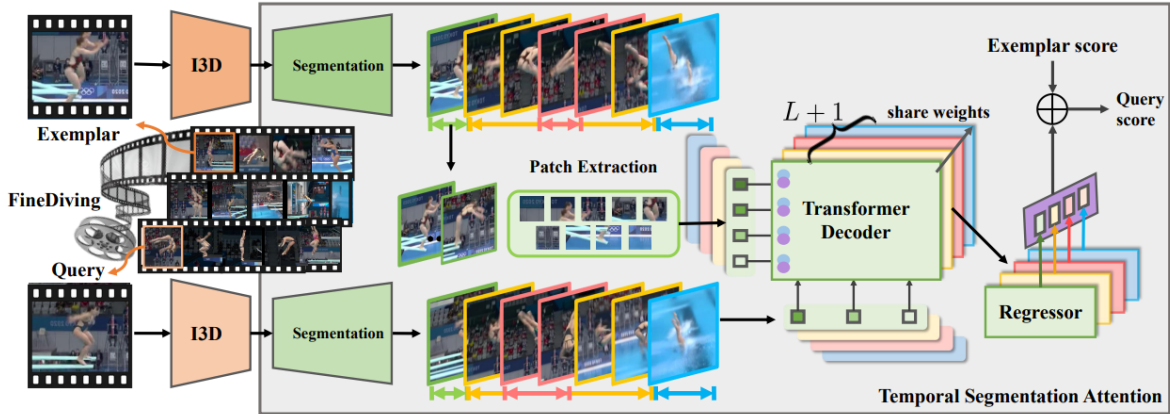 Exemplar
I3D
Segmentation
FineDiving
Query
I3D
Segmentation
Patch Extraction
L + 1
share weights
Transformer
Decoder
Exemplar score
Query
score
Regressor
Temporal Segmentation Attention